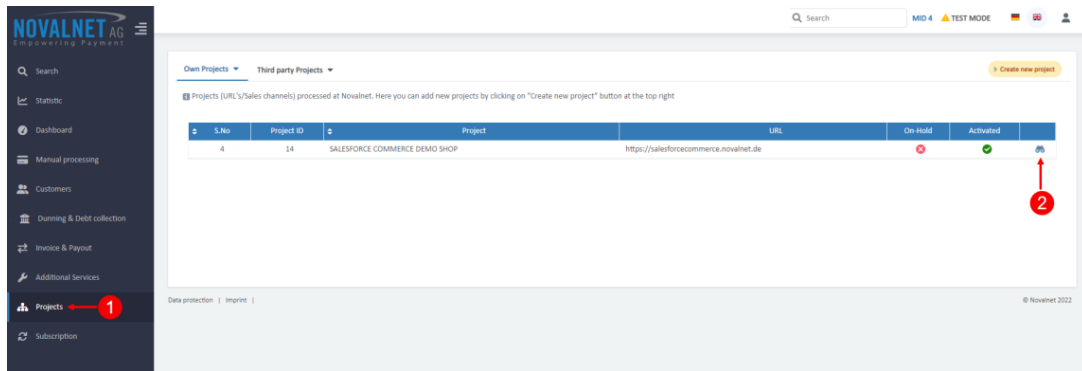 NOVALNET AG
Empowering Payment
Search
MID 4
TEST MODE
Search
Statistic
Dashboard
Manual processing
Customers
Dunning & Debt collection
Invoice & Payout
Additional Services
Projects
1
Subscription
Own Projects
Third party Projects
Create new project
Projects (URL's/Sales channels) processed at Novalnet. Here you can add new projects by clicking on "Create new project" button at the top right
S.No Project ID Project URL On-Hold Activated
4 14 SALESFORCE COMMERCE DEMO SHOP https://salesforcecommerce.novalnet.de
2
Data protection | Imprint |
© Novalnet 2022